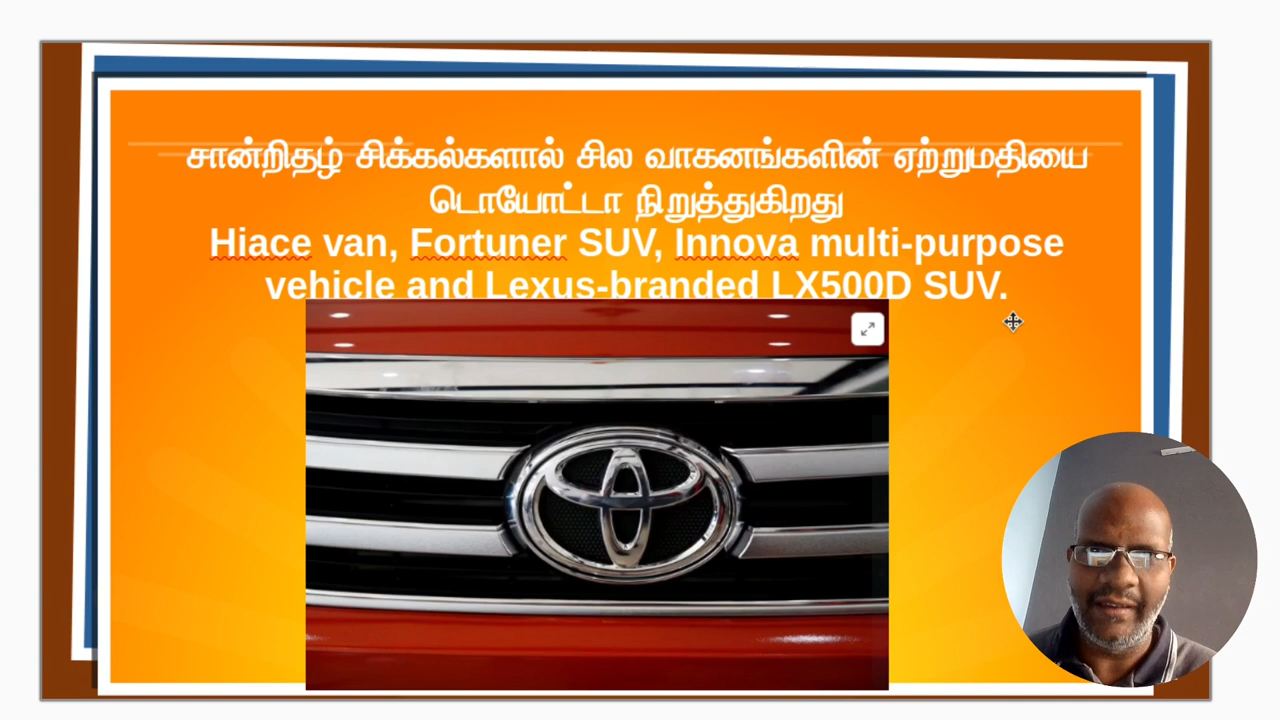 சான்றிதழ் சிக்கல்களால் சில வாகனங்களின் ஏற்றுமதியை
டொயோட்டா நிறுத்துகிறது
Hiace van, Fortuner SUV, Innova multi-purpose
vehicle and Lexus-branded LX500D SUV.